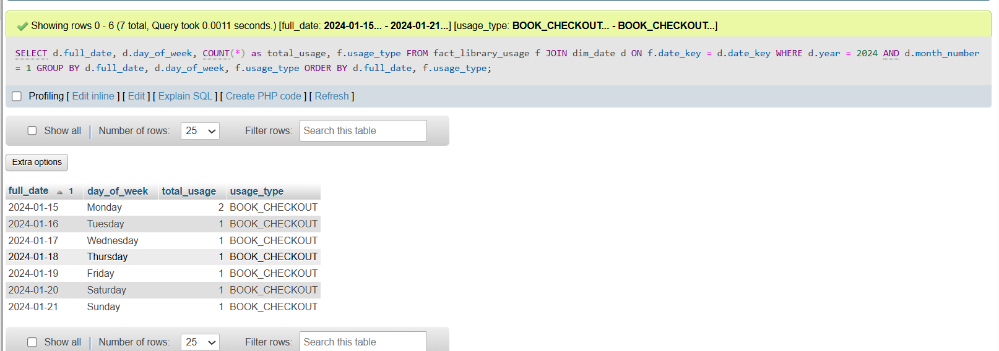 Showing rows 0 - 6 (7 total, Query took 0.0011 seconds.) [full_date: 2024-01-15... - 2024-01-21...] [usage_type: BOOK_CHECKOUT... - BOOK_CHECKOUT...]
SELECT d.full_date, d.day_of_week, COUNT(*) as total_usage, f.usage_type FROM fact_library_usage f JOIN dim_date d ON f.date_key = d.date_key WHERE d.year = 2024 AND d.month_number
= 1 GROUP BY d.full_date, d.day_of_week, f.usage_type ORDER BY d.full_date, f.usage_type;
Profiling [ Edit inline ] [ Edit ] [ Explain SQL ] [ Create PHP code ] [ Refresh ]
Show all | Number of rows: 25 Filter rows: Search this table
Extra options
full_date 1 day_of_week total_usage usage_type
2024-01-15 Monday 2 BOOK_CHECKOUT
2024-01-16 Tuesday 1 BOOK_CHECKOUT
2024-01-17 Wednesday 1 BOOK_CHECKOUT
2024-01-18 Thursday 1 BOOK_CHECKOUT
2024-01-19 Friday 1 BOOK_CHECKOUT
2024-01-20 Saturday 1 BOOK_CHECKOUT
2024-01-21 Sunday 1 BOOK_CHECKOUT
Show all | Number of rows: 25 Filter rows: Search this table